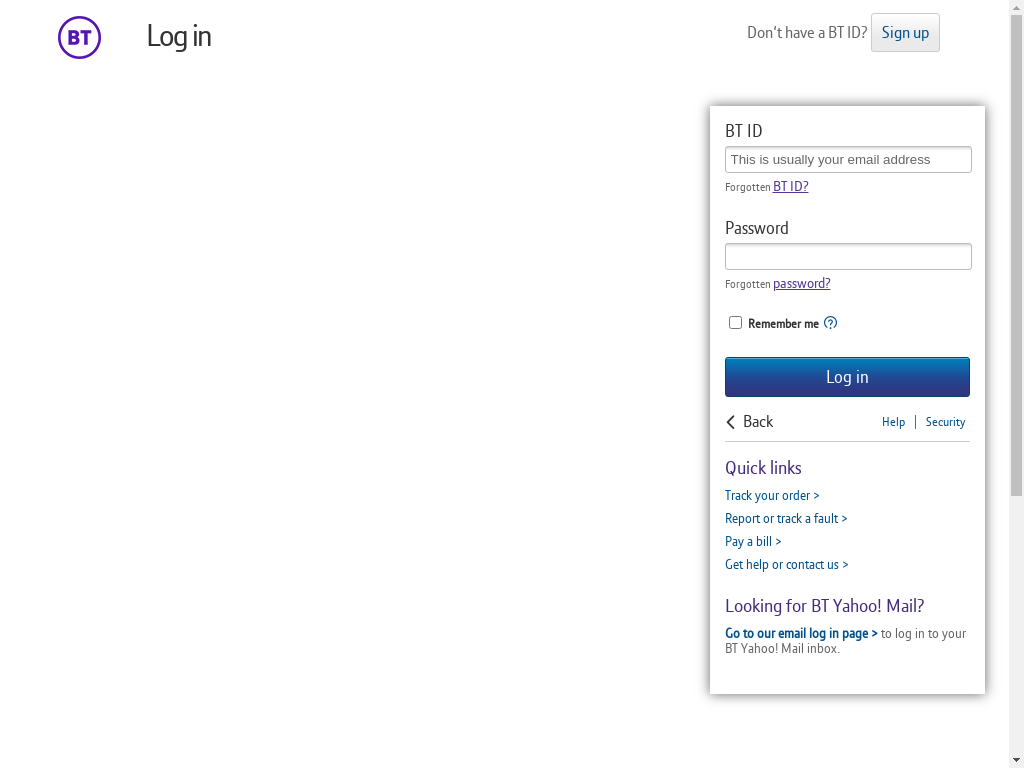 BT
Log in
Don't have a BT ID? Sign up
BT ID
This is usually your email address
Forgotten BT ID?
Password
Forgotten password?
Remember me
Log in
Back
Help | Security
Quick links
Track your order >
Report or track a fault >
Pay a bill >
Get help or contact us >
Looking for BT Yahoo! Mail?
Go to our email log in page > to log in to your
BT Yahoo! Mail inbox.